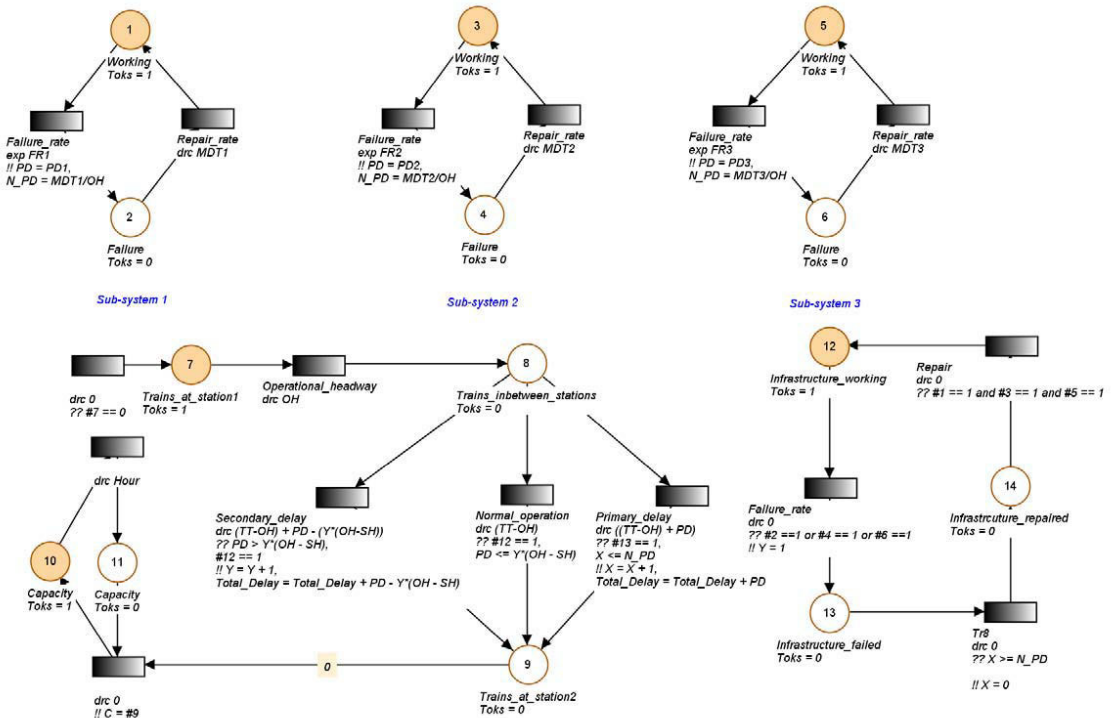 1
Working
Toks = 1
Failure_rate
exp FR1
!! PD = PD1,
N_PD = MDT1/OH
Repair_rate
drc MDT1
2
Failure
Toks = 0
Sub-system 1
3
Working
Toks = 1
Failure_rate
exp FR2
!! PD = PD2,
N_PD = MDT2/OH
Repair_rate
drc MDT2
4
Failure
Toks = 0
Sub-system 2
5
Working
Toks = 1
Failure_rate
exp FR3
!! PD = PD3,
N_PD = MDT3/OH
Repair_rate
drc MDT3
6
Failure
Toks = 0
Sub-system 3
drc 0
?? #7 == 0
7
Trains_at_station1
Toks = 1
Operational_headway
drc OH
8
Trains_inbetween_stations
Toks = 0
drc Hour
10
Capacity
Toks = 1
11
Capacity
Toks = 0
drc 0
!! C = #9
Secondary_delay
drc (TT-OH) + PD - (Y*(OH-SH))
?? PD > Y*(OH - SH),
#12 == 1
!! Y = Y + 1,
Total_Delay = Total_Delay + PD - Y*(OH - SH)
Normal_operation
drc (TT-OH)
?? #12 == 1,
PD <= Y*(OH - SH)
Primary_delay
drc ((TT-OH) + PD)
?? #13 == 1,
X <= N_PD
!! X = X + 1,
Total_Delay = Total_Delay + PD
0
9
Trains_at_station2
Toks = 0
12
Infrastructure_working
Toks = 1
Repair
drc 0
?? #1 == 1 and #3 == 1 and #5 == 1
Failure_rate
drc 0
?? #2 ==1 or #4 == 1 or #6 ==1
!! Y = 1
14
Infrastrcuture_repaired
Toks = 0
13
Infrastructure_failed
Toks = 0
Tr8
drc 0
?? X >= N_PD
!! X = 0